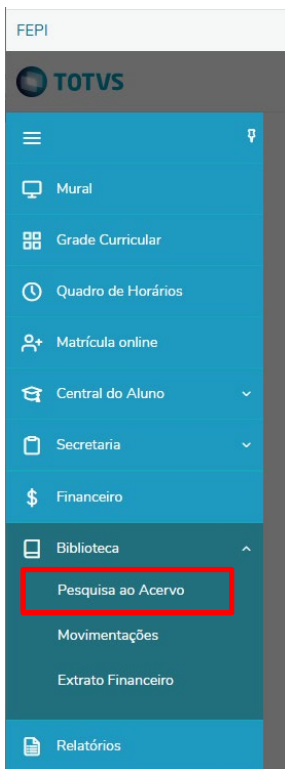 FEPI
TOTVS
Mural
Grade Curricular
Quadro de Horários
Matrícula online
Central do Aluno
Secretaria
Financeiro
Biblioteca
Pesquisa ao Acervo
Movimentações
Extrato Financeiro
Relatórios